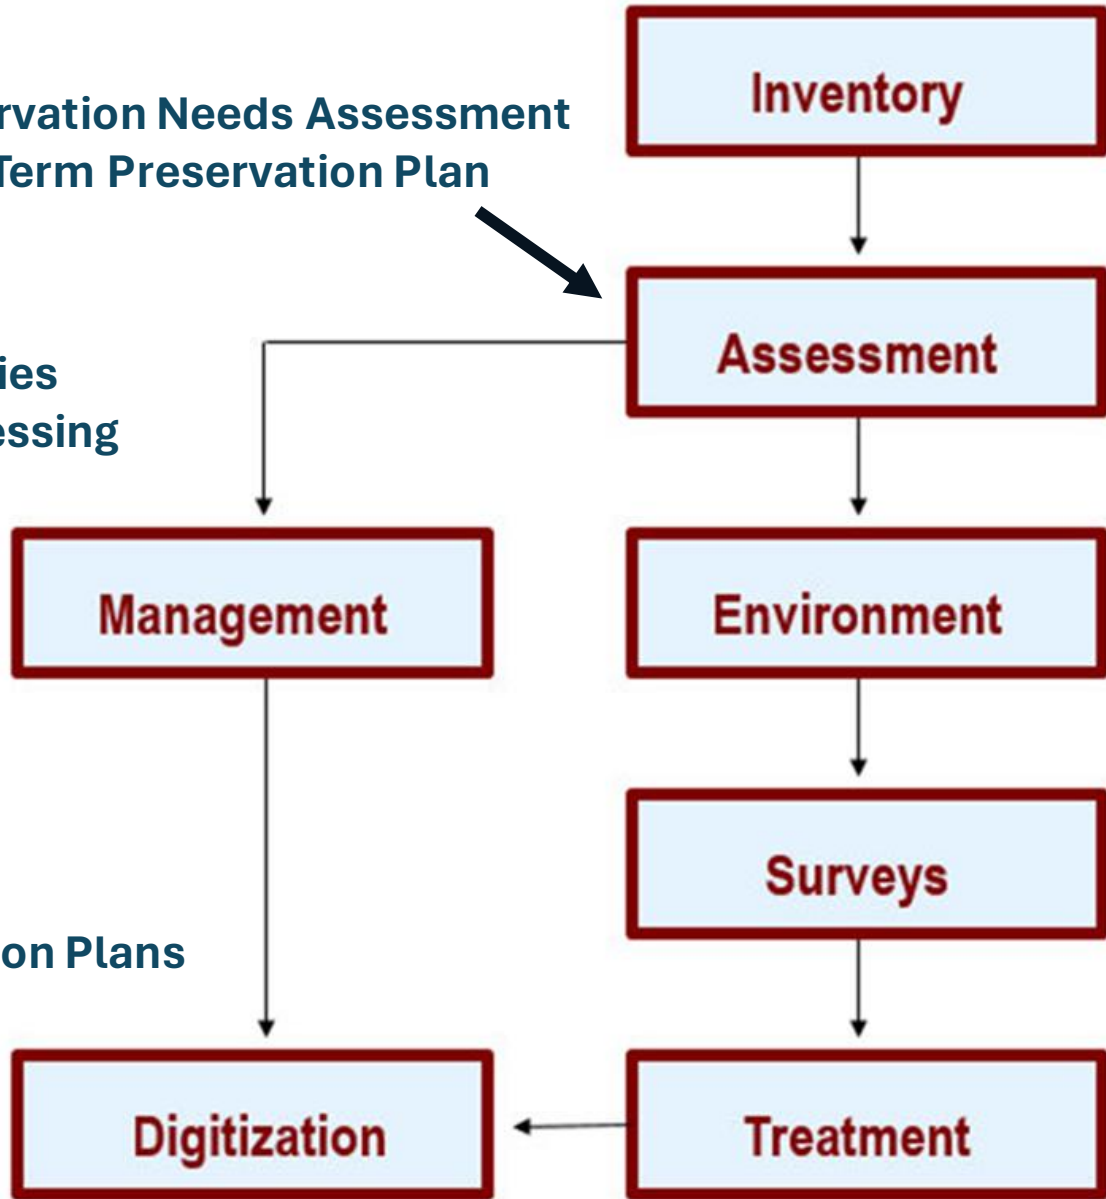 Inventory
rvation Needs Assessment
Term Preservation Plan
Assessment
ies
essing
Management
Environment
Surveys
on Plans
Digitization
Treatment